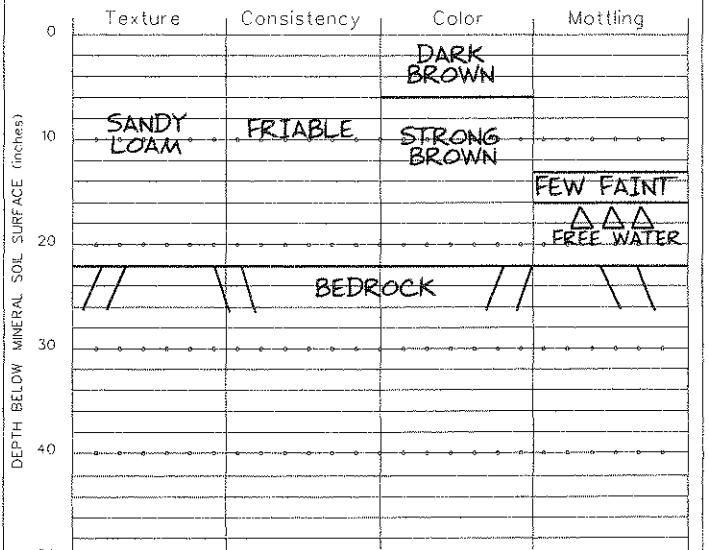 Texture Consistency Color Mottling
0
DARK
BROWN
SANDY
LOAM
FRIABLE
10
STRONG
BROWN
FEW FAINT
FREE WATER
20
BEDROCK
30
40
DEPTH BELOW MINERAL SOIL SURFACE (inches)